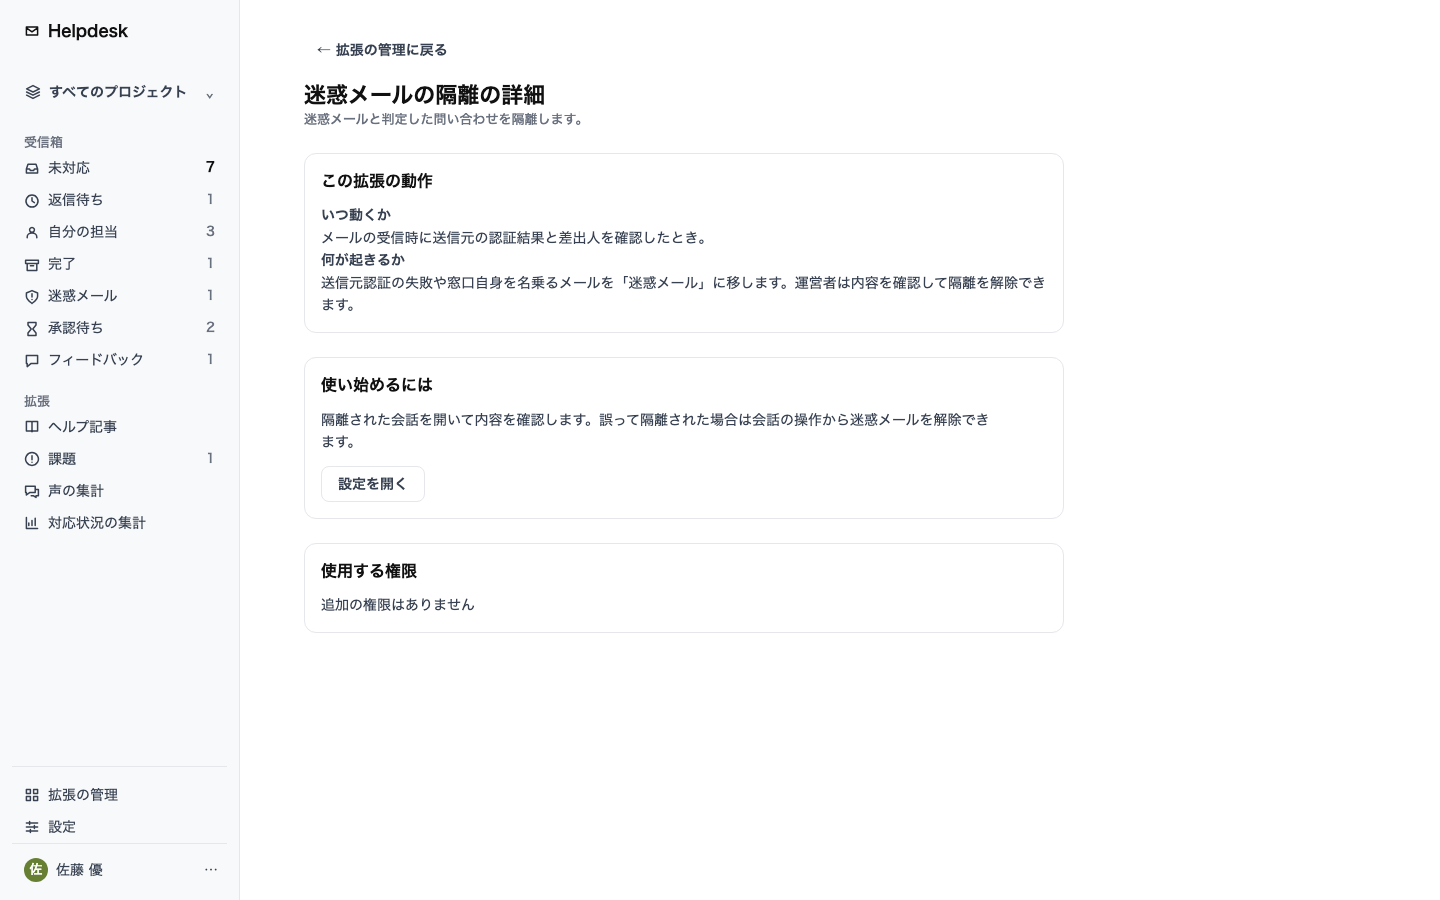 Helpdesk
すべてのプロジェクト
受信箱
未対応 7
返信待ち 1
自分の担当 3
完了 1
迷惑メール 1
承認待ち 2
フィードバック 1
拡張
ヘルプ記事
課題 1
声の集計
対応状況の集計
拡張の管理
設定
佐 佐藤 優 …
← 拡張の管理に戻る
迷惑メールの隔離の詳細
迷惑メールと判定した問い合わせを隔離します。
この拡張の動作
いつ動くか
メールの受信時に送信元の認証結果と差出人を確認したとき。
何が起きるか
送信元認証の失敗や窓口自身を名乗るメールを「迷惑メール」に移します。運営者は内容を確認して隔離を解除でき
ます。
使い始めるには
隔離された会話を開いて内容を確認します。誤って隔離された場合は会話の操作から迷惑メールを解除でき
ます。
設定を開く
使用する権限
追加の権限はありません